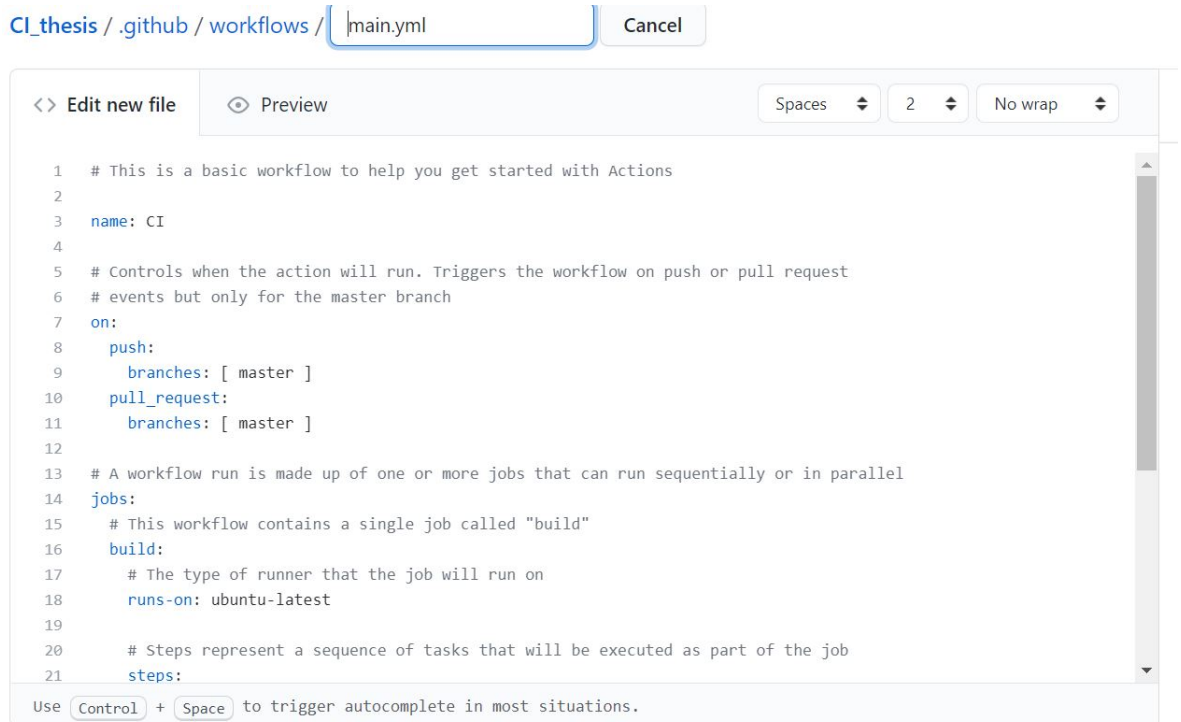 CI_thesis / .github / workflows / main.yml Cancel
<> Edit new file Preview Spaces 2 No wrap
1 # This is a basic workflow to help you get started with Actions
2
3 name: CI
4
5 # Controls when the action will run. Triggers the workflow on push or pull request
6 # events but only for the master branch
7 on:
8 push:
9 branches: [ master ]
10 pull_request:
11 branches: [ master ]
12
13 # A workflow run is made up of one or more jobs that can run sequentially or in parallel
14 jobs:
15 # This workflow contains a single job called "build"
16 build:
17 # The type of runner that the job will run on
18 runs-on: ubuntu-latest
19
20 # Steps represent a sequence of tasks that will be executed as part of the job
21 steps:
Use Control + Space to trigger autocomplete in most situations.